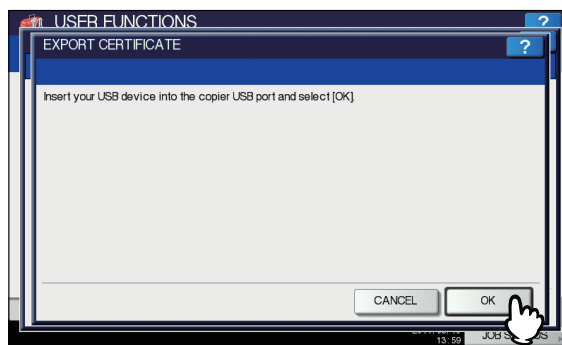 USER FUNCTIONS
?
EXPORT CERTIFICATE
?
Insert your USB device into the copier USB port and select [OK].
CANCEL
OK
13:59
JOB